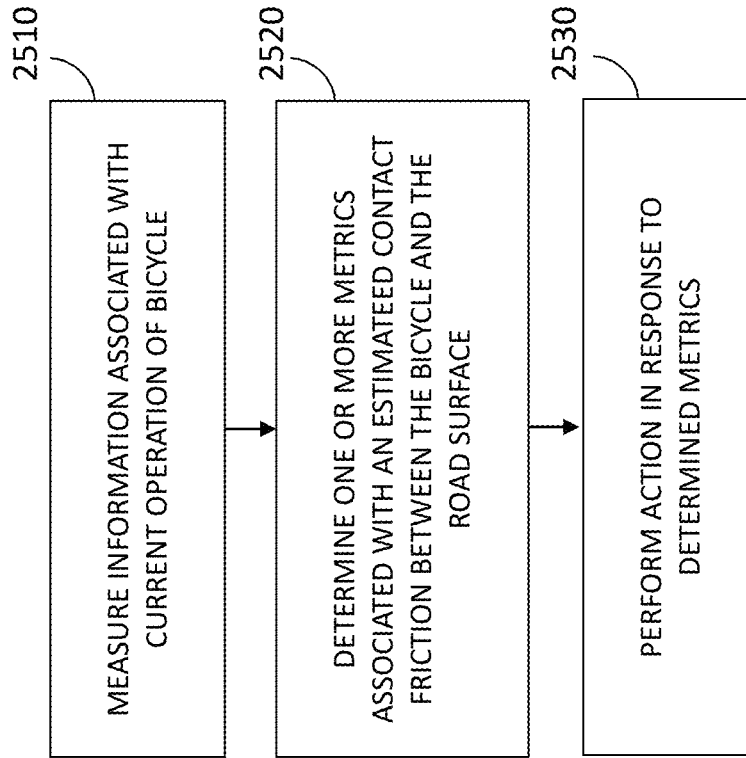 2510
MEASURE INFORMATION ASSOCIATED WITH
CURRENT OPERATION OF BICYCLE
2520
DETERMINE ONE OR MORE METRICS
ASSOCIATED WITH AN ESTIMATEED CONTACT
FRICTION BETWEEN THE BICYCLE AND THE
ROAD SURFACE
2530
PERFORM ACTION IN RESPONSE TO
DETERMINED METRICS